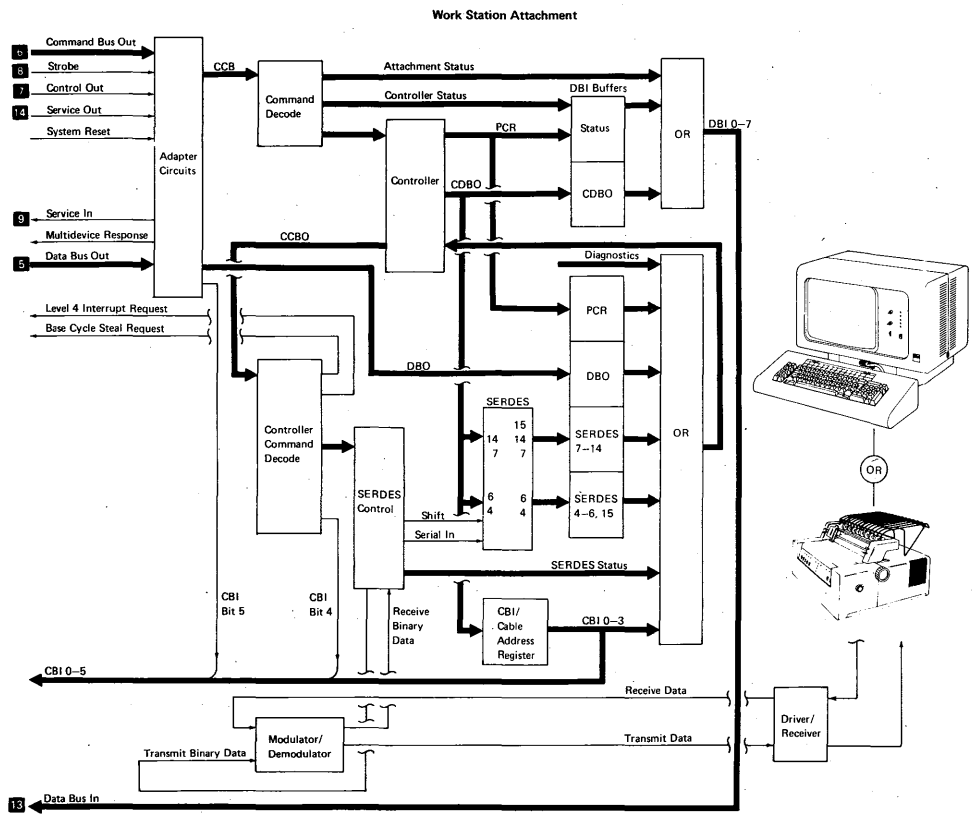 Work Station Attachment
6 Command Bus Out
8 Strobe
7 Control Out
14 Service Out
System Reset
Adapter
Circuits
9 Service In
Multidevice Response
5 Data Bus Out
Level 4 Interrupt Request
Base Cycle Steal Request
CCB
Command
Decode
Attachment Status
Controller Status
DBI Buffers
Status
CDBO
OR
DBI 0–7
PCR
CDBO
Controller
CCBO
Diagnostics
PCR
DBO
DBO
SERDES
15
14 14
7 7
6 6
4 4
SERDES
7–14
SERDES
4–6, 15
OR
Controller
Command
Decode
SERDES
Control
Shift
Serial In
SERDES Status
CBI
Bit 5
CBI
Bit 4
Receive
Binary
Data
CBI/
Cable
Address
Register
CBI 0–3
CBI 0–5
OR
Receive Data
Modulator/
Demodulator
Transmit Binary Data
Transmit Data
Driver/
Receiver
13 Data Bus In